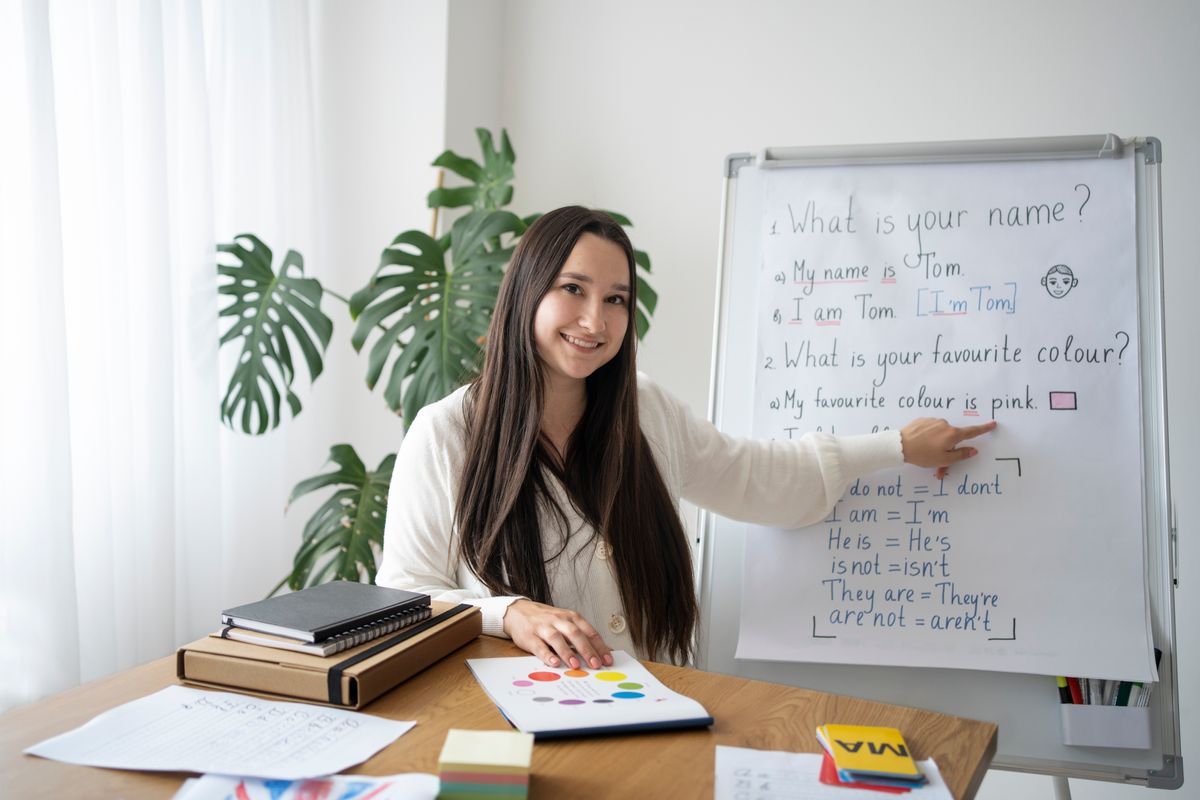 1. What is your name?
a) My name is Tom.
b) I am Tom. [I'm Tom]
2. What is your favourite colour?
a) My favourite colour is pink.
do not = I don't
I am = I'm
He is = He's
is not = isn't
They are = They're
are not = aren't
MA